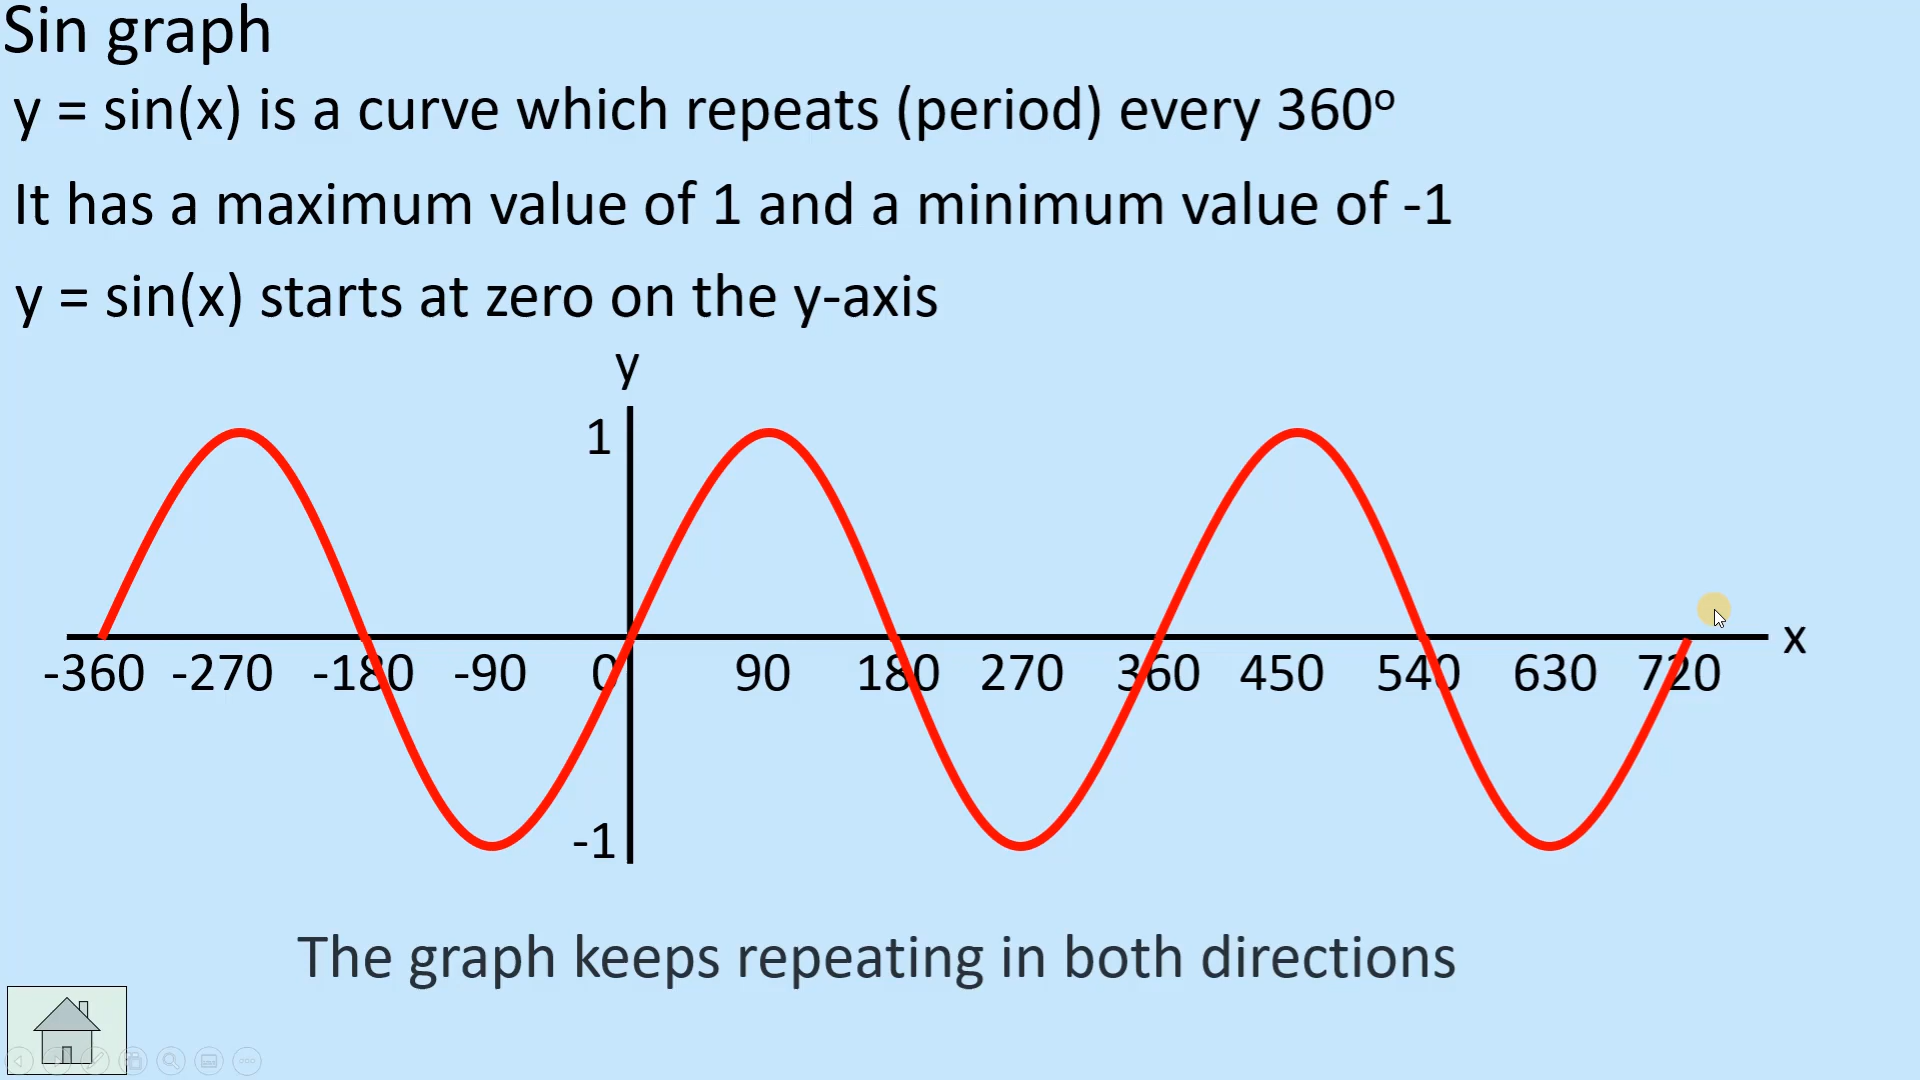 Sin graph
y = sin(x) is a curve which repeats (period) every 360º
It has a maximum value of 1 and a minimum value of -1
y = sin(x) starts at zero on the y-axis
y
1
x
-360 -270 -180 -90 0 90 180 270 360 450 540 630 720
-1
The graph keeps repeating in both directions